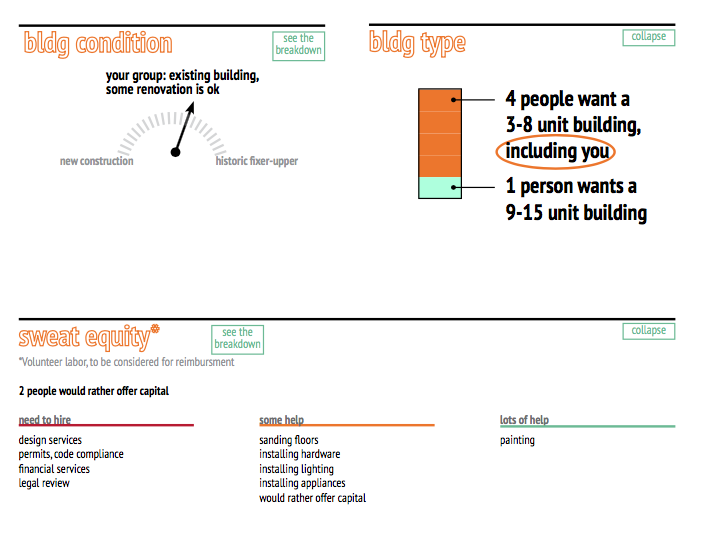 bldg condition
see the
breakdown
your group: existing building,
some renovation is ok
new construction
historic fixer-upper
bldg type
collapse
4 people want a
3-8 unit building,
including you
1 person wants a
9-15 unit building
sweat equity*
see the
breakdown
collapse
*Volunteer labor, to be considered for reimbursment
2 people would rather offer capital
need to hire
design services
permits, code compliance
financial services
legal review
some help
sanding floors
installing hardware
installing lighting
installing appliances
would rather offer capital
lots of help
painting